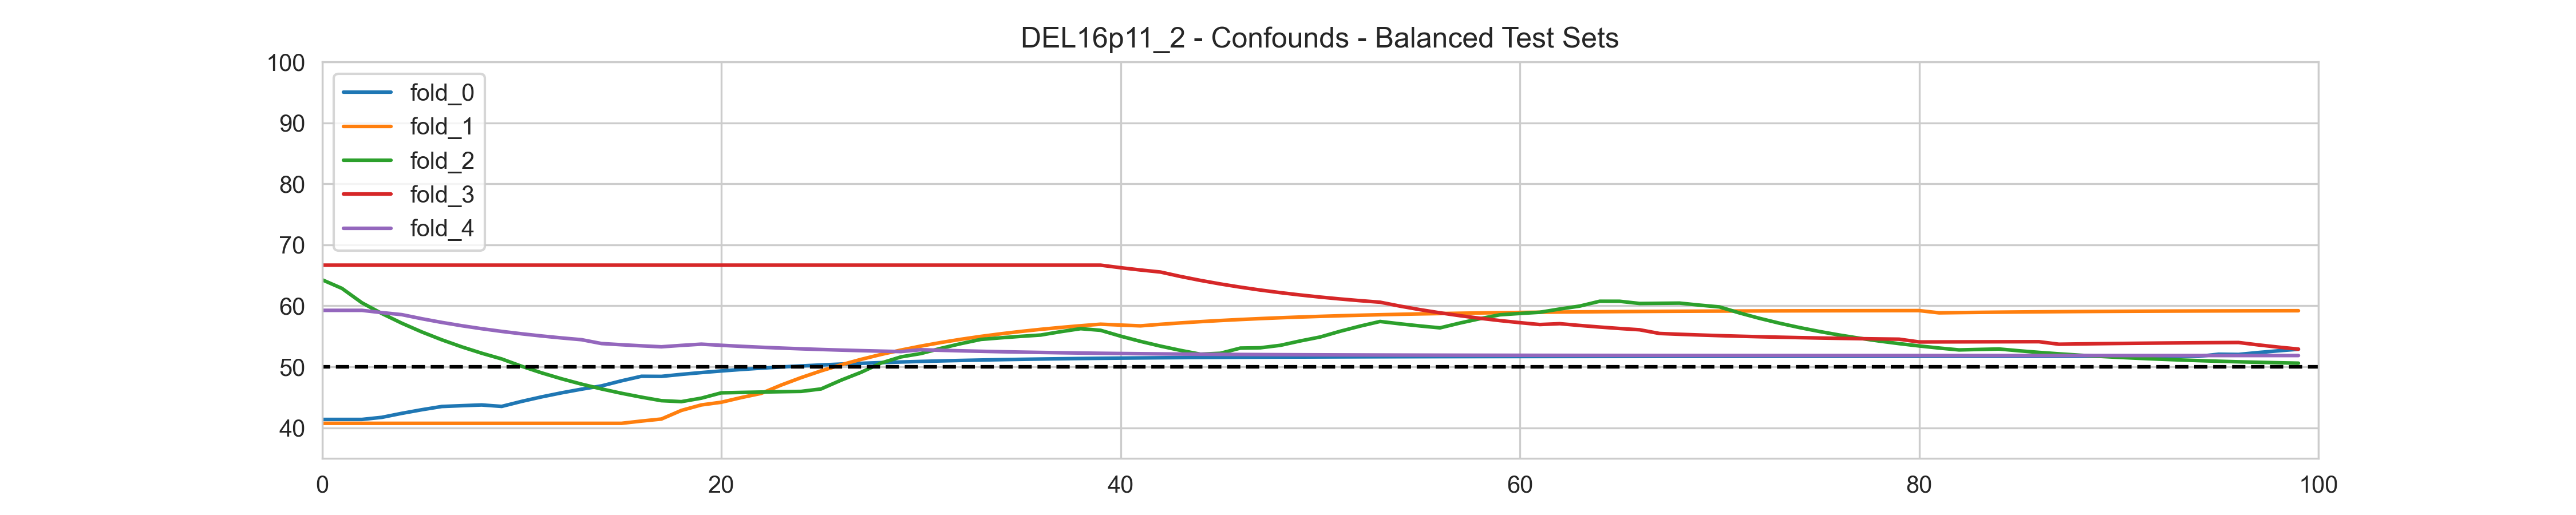 DEL16p11_2 - Confounds - Balanced Test Sets
100
90
80
70
60
50
40
fold_0
fold_1
fold_2
fold_3
fold_4
0 20 40 60 80 100